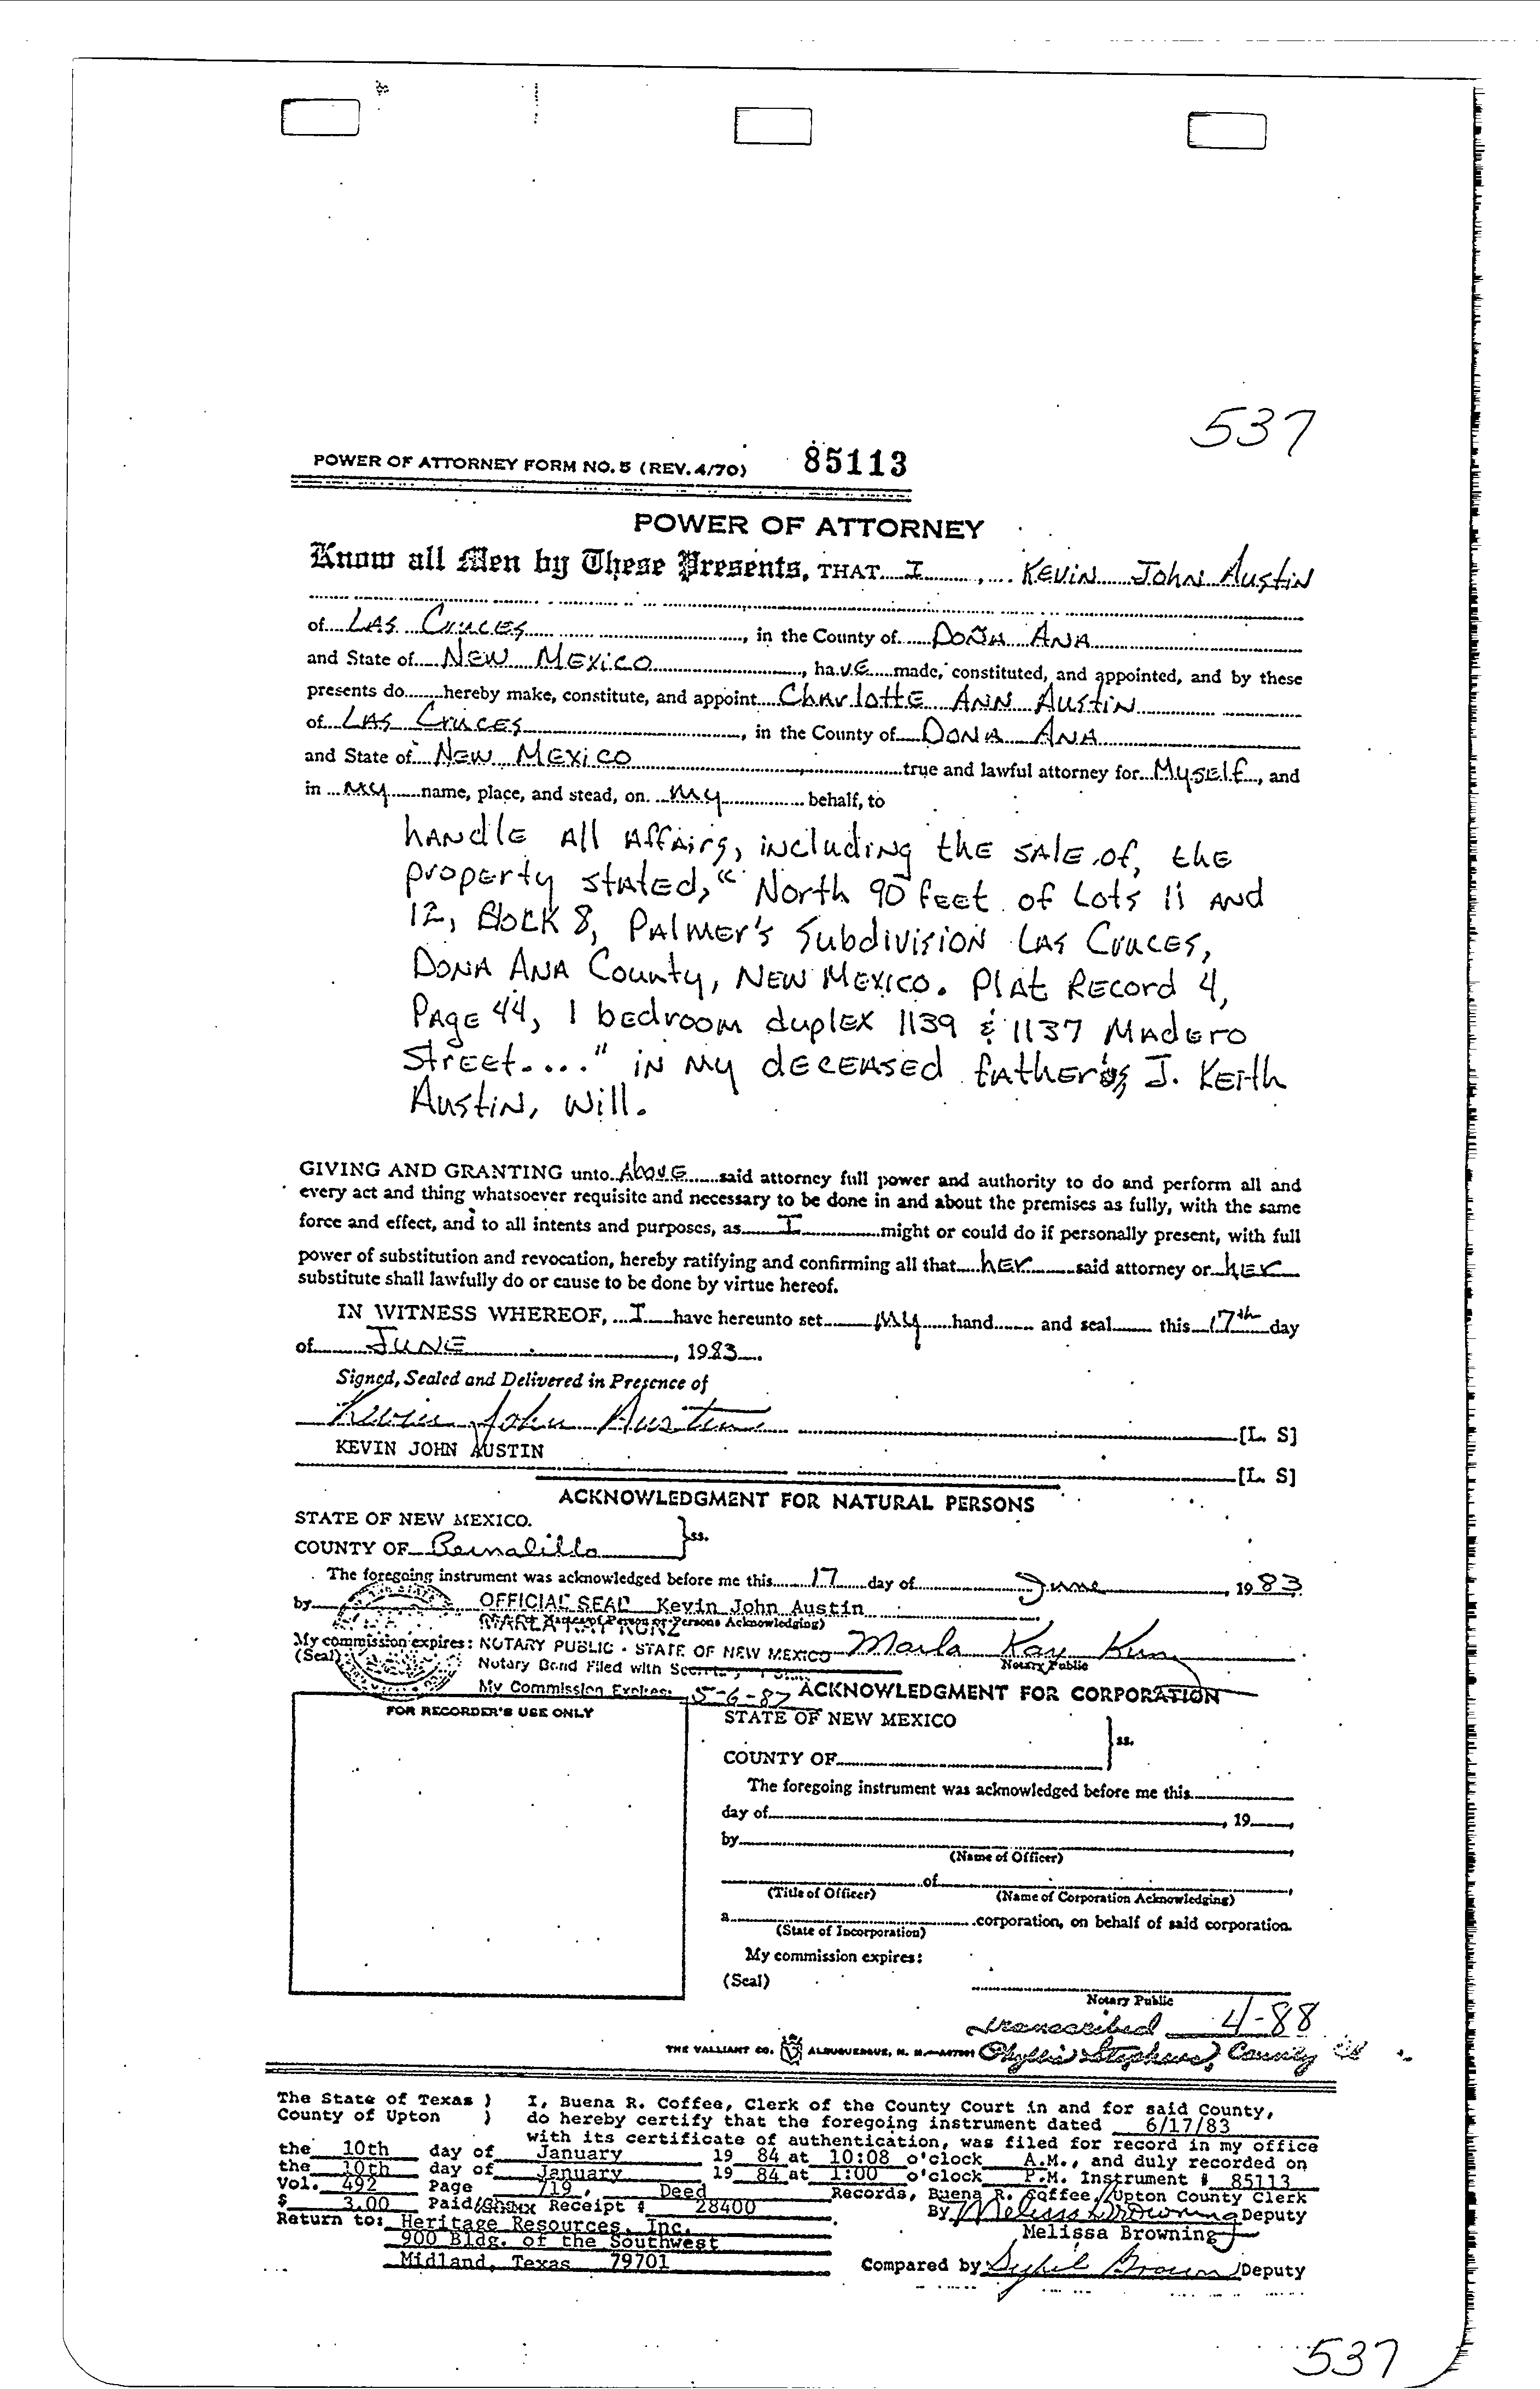 537
POWER OF ATTORNEY FORM NO. 5 (REV. 4/70) 85113
POWER OF ATTORNEY
Know all Men by These Presents, THAT I, KEVIN JOHN AUSTIN
of LAS CRUCES, in the County of DOÑA ANA
and State of NEW MEXICO, have made, constituted, and appointed, and by these
presents do hereby make, constitute, and appoint CHARLOTTE ANN AUSTIN
of LAS CRUCES, in the County of DONA ANA
and State of NEW MEXICO true and lawful attorney for MYSELF, and
in MY name, place, and stead, on MY behalf, to
HANDLE All AFFAirs, iNCludiNg the SALE of, the
property stated, "North 90 feet of Lots 11 AND
12, Block 8, PALMEr's SubdivisioN LAS CruCES,
DONA ANA County, NEW MExico. Plat Record 4,
PAge 44, 1 bedroom duplex 1139 & 1137 MADero
Street...." iN My deceased father's, J. Keith
AustiN, Will.
GIVING AND GRANTING unto Above said attorney full power and authority to do and perform all and
every act and thing whatsoever requisite and necessary to be done in and about the premises as fully, with the same
force and effect, and to all intents and purposes, as I might or could do if personally present, with full
power of substitution and revocation, hereby ratifying and confirming all that her said attorney or her
substitute shall lawfully do or cause to be done by virtue hereof.
IN WITNESS WHEREOF, I have hereunto set my hand and seal this 17th day
of JUNE, 1983.
Signed, Sealed and Delivered in Presence of
Kevin John Austin [L. S]
KEVIN JOHN AUSTIN
[L. S]
ACKNOWLEDGMENT FOR NATURAL PERSONS
STATE OF NEW MEXICO.
COUNTY OF Bernalillo }ss.
The foregoing instrument was acknowledged before me this 17 day of June, 1983
by OFFICIAL SEAL Kevin John Austin
MARLA KAY KUNZ (Name of Person or Persons Acknowledging)
My commission expires: NOTARY PUBLIC - STATE OF NEW MEXICO Marla Kay Kunz
(Seal) Notary Bond Filed with Secretary of State Notary Public
My Commission Expires: 5-6-87 ACKNOWLEDGMENT FOR CORPORATION
FOR RECORDER'S USE ONLY
STATE OF NEW MEXICO
COUNTY OF }ss.
The foregoing instrument was acknowledged before me this
day of, 19,
by
(Name of Officer)
of
(Title of Officer) (Name of Corporation Acknowledging)
a corporation, on behalf of said corporation.
(State of Incorporation)
My commission expires:
(Seal)
Notary Public
transcribed 4-88
THE VALLIANT CO. ALBUQUERQUE, N. M. Phyllis Stephens, County Clk
The State of Texas ) I, Buena R. Coffee, Clerk of the County Court in and for said County,
County of Upton ) do hereby certify that the foregoing instrument dated 6/17/83
with its certificate of authentication, was filed for record in my office
the 10th day of January 19 84 at 10:08 o'clock A.M., and duly recorded on
the 10th day of January 19 84 at 1:00 o'clock P.M. Instrument # 85113
Vol. 492 Page 719, Deed Records, Buena R. Coffee, Upton County Clerk
$ 3.00 Paid Receipt # 28400 By Melissa Browning Deputy
Return to: Heritage Resources, Inc. Melissa Browning
900 Bldg. of the Southwest
Midland, Texas 79701 Compared by Sybil Brown Deputy
537